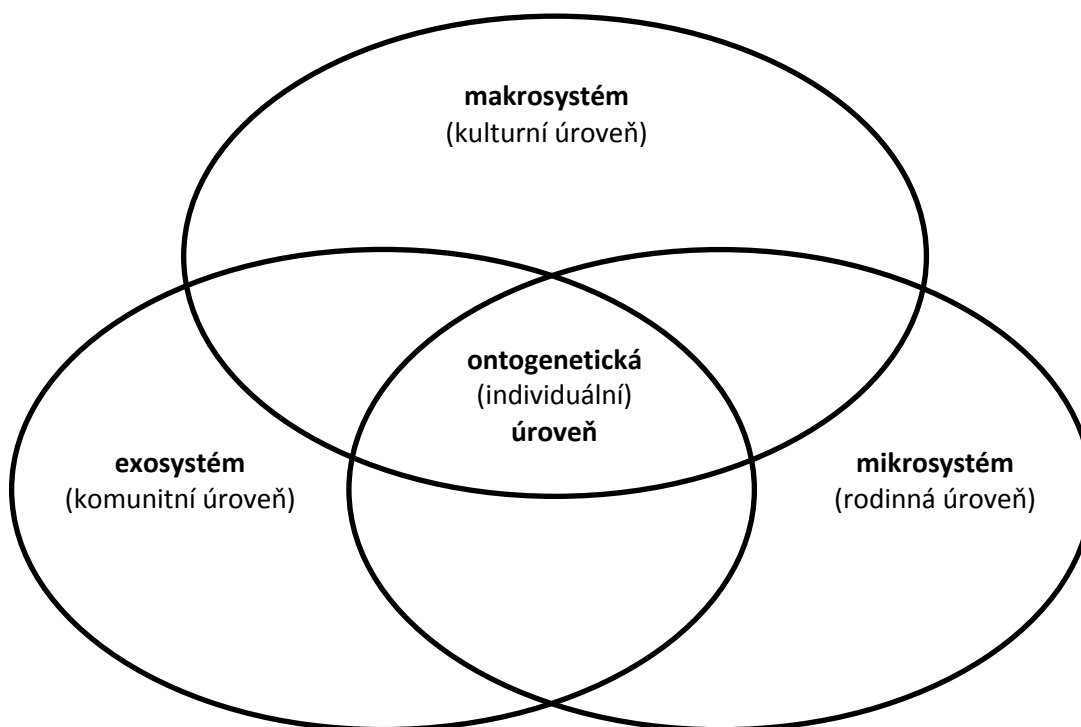 makrosystém
(kulturní úroveň)
ontogenetická
(individuální)
úroveň
exosystém
(komunitní úroveň)
mikrosystém
(rodinná úroveň)